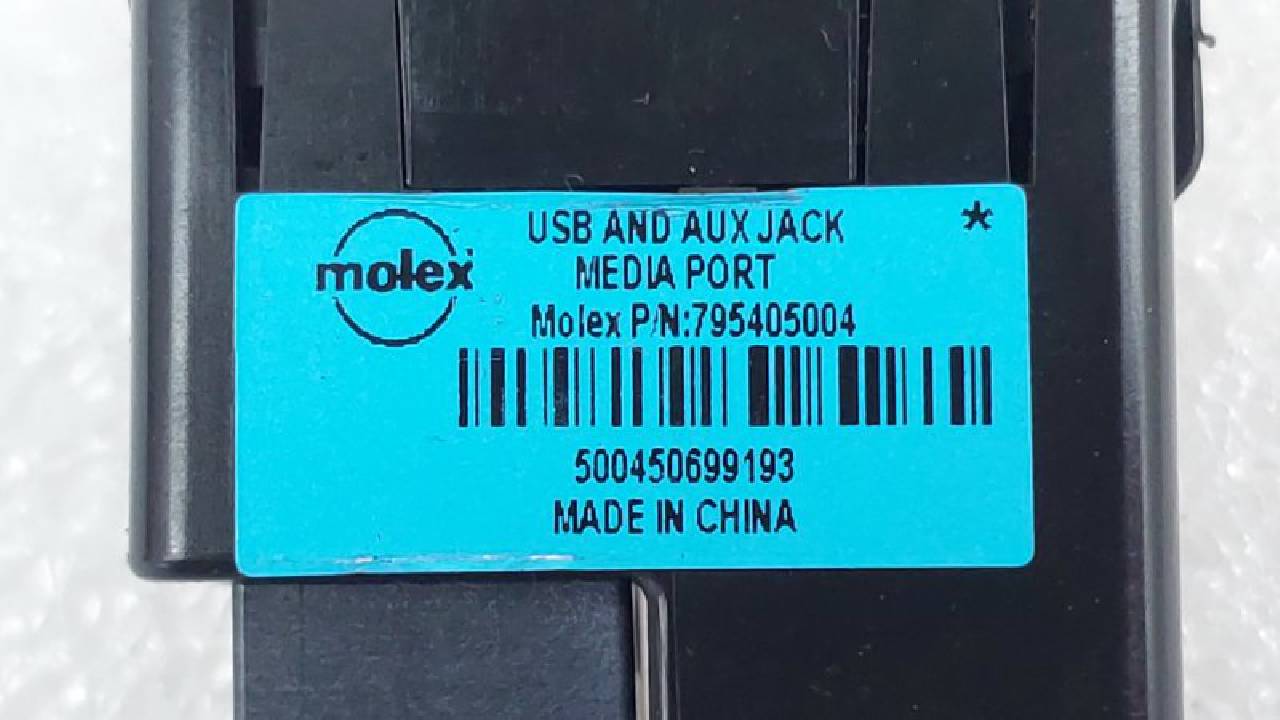 molex
USB AND AUX JACK *
MEDIA PORT
Molex P/N:795405004
500450699193
MADE IN CHINA